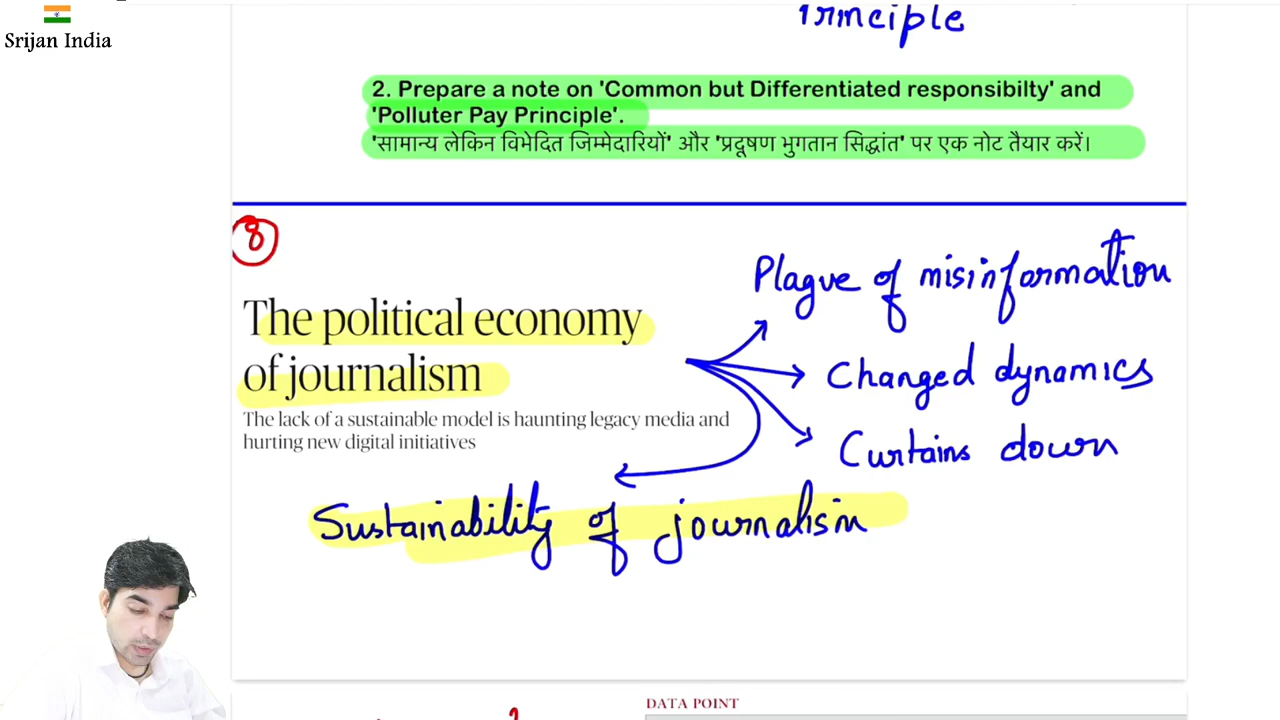 Srijan India
Principle
2. Prepare a note on 'Common but Differentiated responsibilty' and
'Polluter Pay Principle'.
'सामान्य लेकिन विभेदित जिम्मेदारियों' और 'प्रदूषण भुगतान सिद्धांत' पर एक नोट तैयार करें।
8
Plague of misinformation
The political economy
of journalism
Changed dynamics
The lack of a sustainable model is haunting legacy media and
hurting new digital initiatives
Curtains down
Sustainability of journalism
DATA POINT